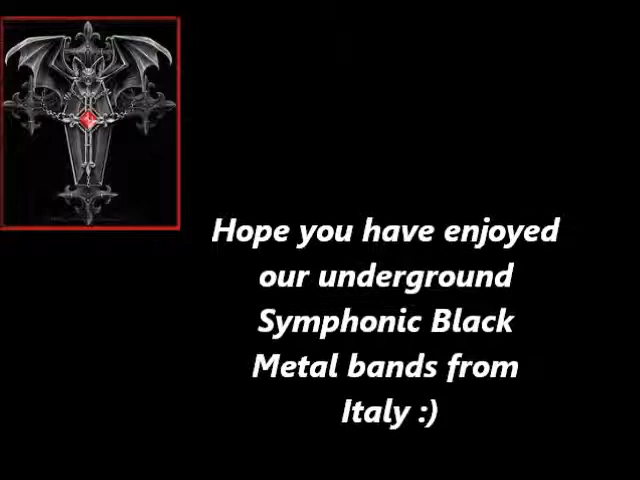 Hope you have enjoyed
our underground
Symphonic Black
Metal bands from
Italy :)